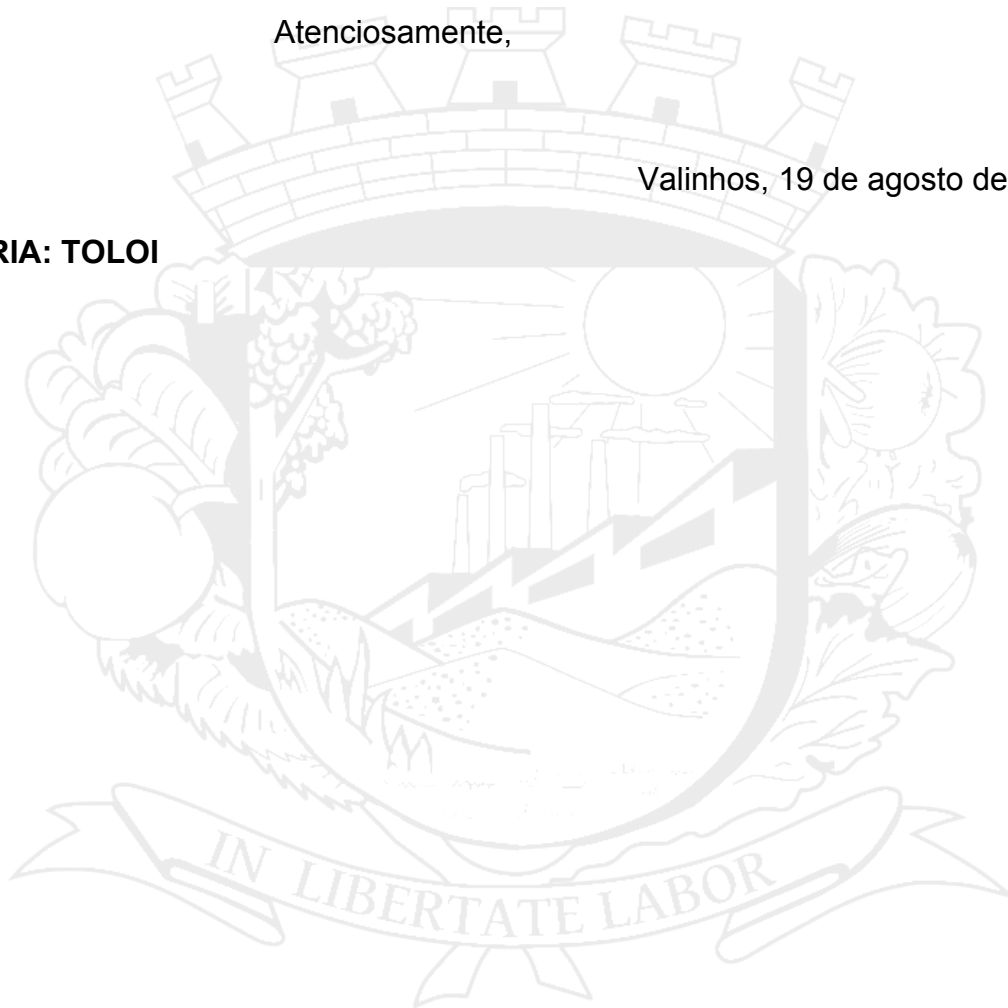 Atenciosamente,
Valinhos, 19 de agosto de
RIA: TOLOI
IN LIBERTATE LABOR